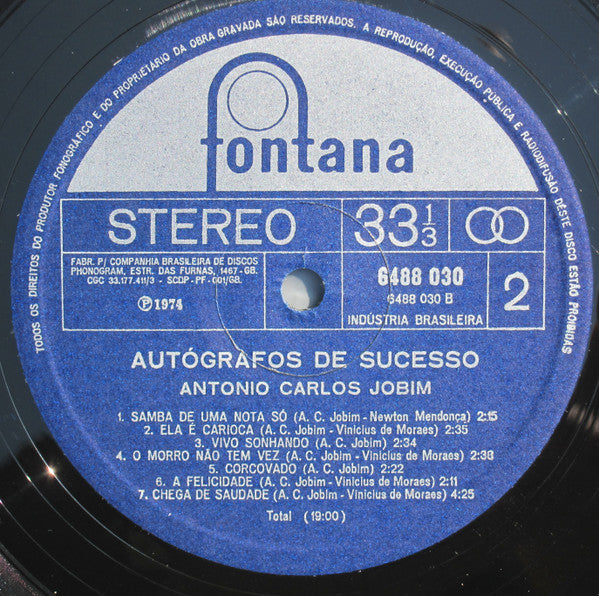 TODOS OS DIREITOS DO PRODUTOR FONOGRÁFICO E DO PROPRIETÁRIO DA OBRA GRAVADA SÃO RESERVADOS. A REPRODUÇÃO, EXECUÇÃO PÚBLICA E RADIODIFUSÃO DÊSTE DISCO ESTÃO PROIBIDAS
fontana
STEREO
33 1/3
FABR. P/ COMPANHIA BRASILEIRA DE DISCOS
PHONOGRAM, ESTR. DAS FURNAS, 1467-GB.
CGC 33.177.411/3 - SCDP - PF - 001/GB.
℗ 1974
6488 030
6488 030 B
INDÚSTRIA BRASILEIRA
2
AUTÓGRAFOS DE SUCESSO
ANTONIO CARLOS JOBIM
1. SAMBA DE UMA NOTA SÓ (A. C. Jobim - Newton Mendonça) 2:15
2. ELA É CARIOCA (A. C. Jobim - Vinicius de Moraes) 2:35
3. VIVO SONHANDO (A. C. Jobim) 2:34
4. O MORRO NÃO TEM VEZ (A. C. Jobim - Vinicius de Moraes) 2:38
5. CORCOVADO (A. C. Jobim) 2:22
6. A FELICIDADE (A. C. Jobim - Vinicius de Moraes) 2:11
7. CHEGA DE SAUDADE (A. C. Jobim - Vinicius de Moraes) 4:25
Total (19:00)